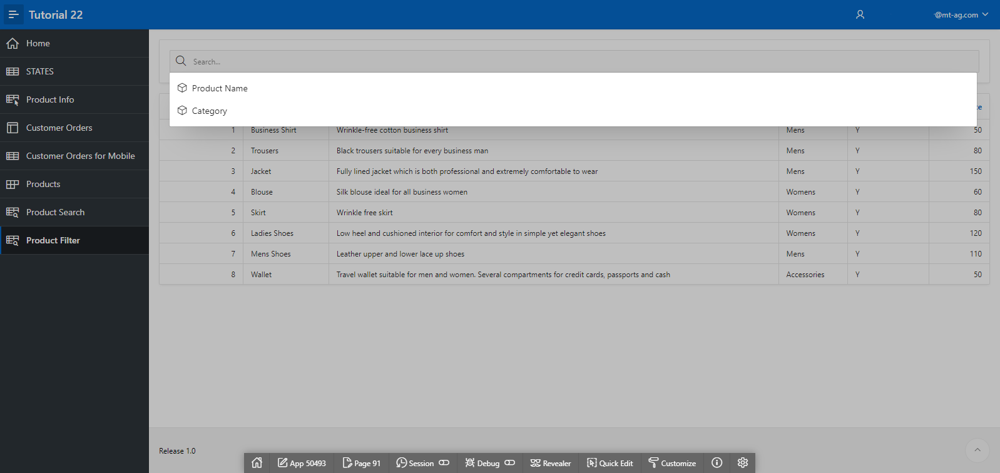 Tutorial 22
@mt-ag.com
Home
STATES
Product Info
Customer Orders
Customer Orders for Mobile
Products
Product Search
Product Filter
Search...
Product Name
Category
1 Business Shirt Wrinkle-free cotton business shirt Mens Y 50
2 Trousers Black trousers suitable for every business man Mens Y 80
3 Jacket Fully lined jacket which is both professional and extremely comfortable to wear Mens Y 150
4 Blouse Silk blouse ideal for all business women Womens Y 60
5 Skirt Wrinkle free skirt Womens Y 80
6 Ladies Shoes Low heel and cushioned interior for comfort and style in simple yet elegant shoes Womens Y 120
7 Mens Shoes Leather upper and lower lace up shoes Mens Y 110
8 Wallet Travel wallet suitable for men and women. Several compartments for credit cards, passports and cash Accessories Y 50
Release 1.0
App 50493 Page 91 Session Debug Revealer Quick Edit Customize